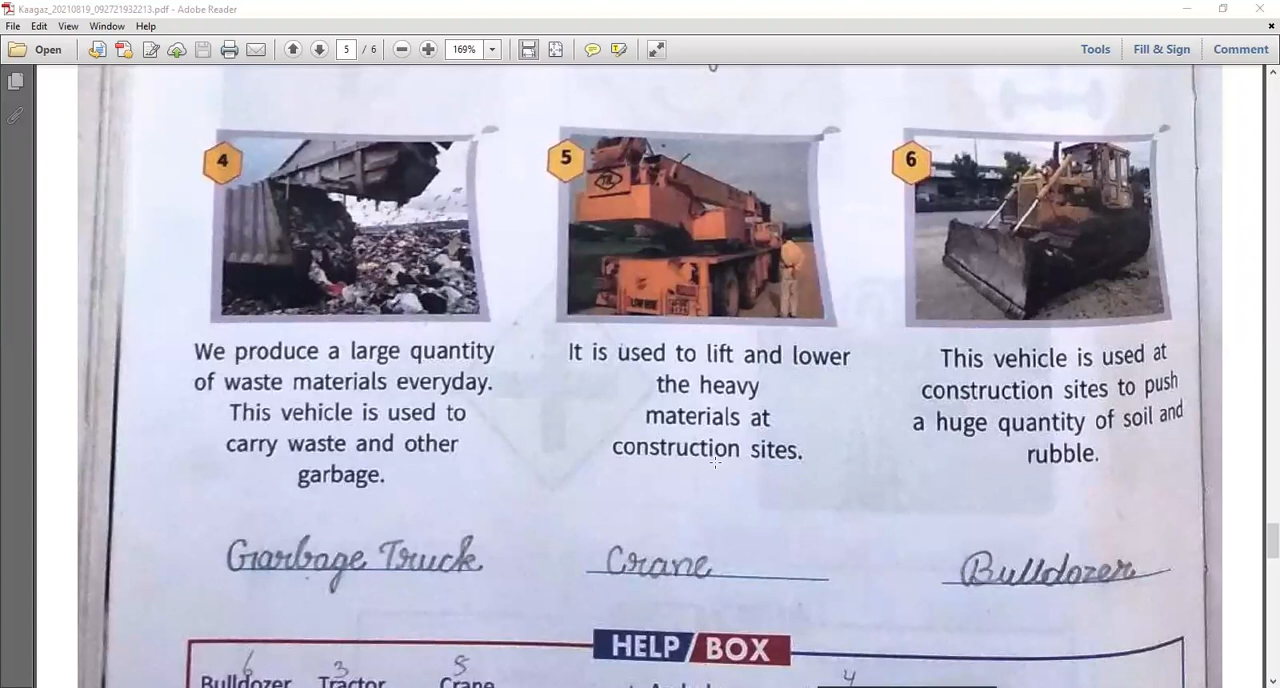 Kaagaz_20210819_092721932213.pdf - Adobe Reader
File Edit View Window Help
Open 5 / 6 169% Tools Fill & Sign Comment
4 5 6
We produce a large quantity
of waste materials everyday.
This vehicle is used to
carry waste and other
garbage.
It is used to lift and lower
the heavy
materials at
construction sites.
This vehicle is used at
construction sites to push
a huge quantity of soil and
rubble.
Garbage Truck Crane Bulldozer
HELP/BOX
6 3 5 4
Bulldozer Tractor Crane